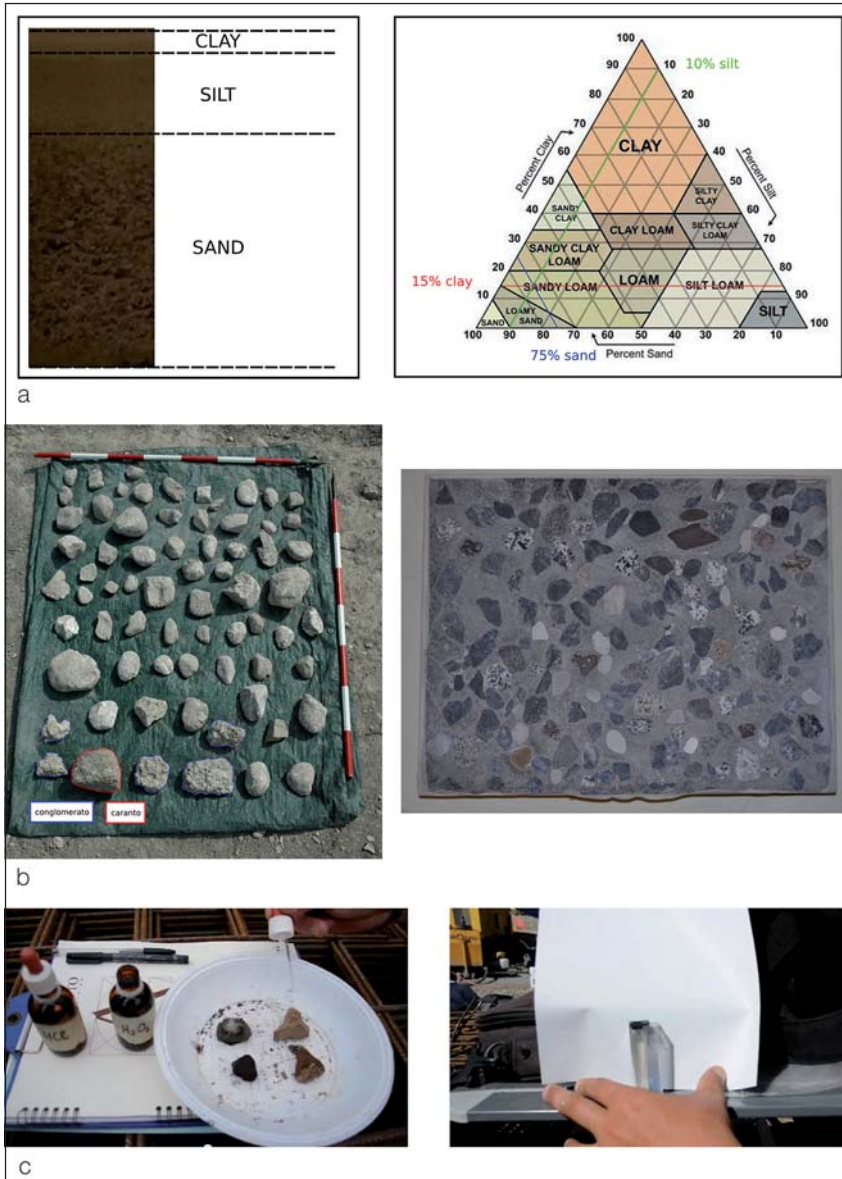 CLAY
SILT
SAND
100
90
80
70
60
50
40
30
20
10
100
10
20
30
40
50
60
70
80
90
100
90
80
70
60
50
40
30
20
10
100
Percent Clay
Percent Silt
Percent Sand
10% silt
15% clay
75% sand
CLAY
SILTY
CLAY
SANDY
CLAY
CLAY LOAM
SILTY CLAY
LOAM
SANDY CLAY
LOAM
LOAM
SANDY LOAM
SILT LOAM
LOAMY
SAND
SAND
SILT
a
conglomerato
caranto
b
HCl
H₂O₂
c